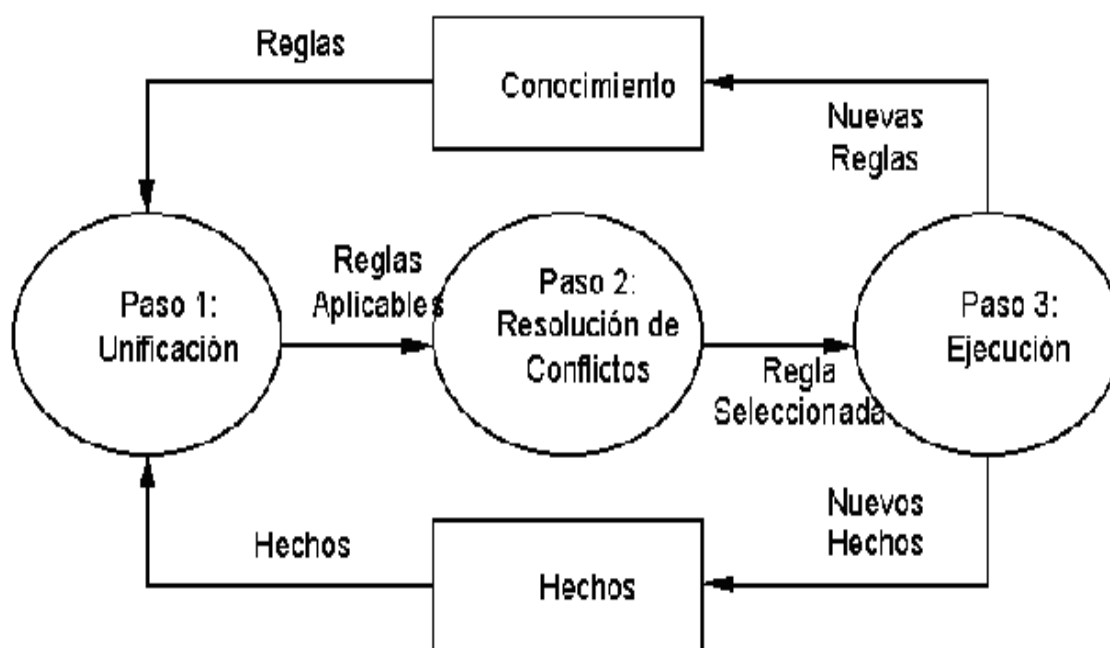 Reglas
Conocimiento
Nuevas
Reglas
Paso 1:
Unificación
Reglas
Aplicables
Paso 2:
Resolución de
Conflictos
Regla
Seleccionada
Paso 3:
Ejecución
Hechos
Hechos
Nuevos
Hechos